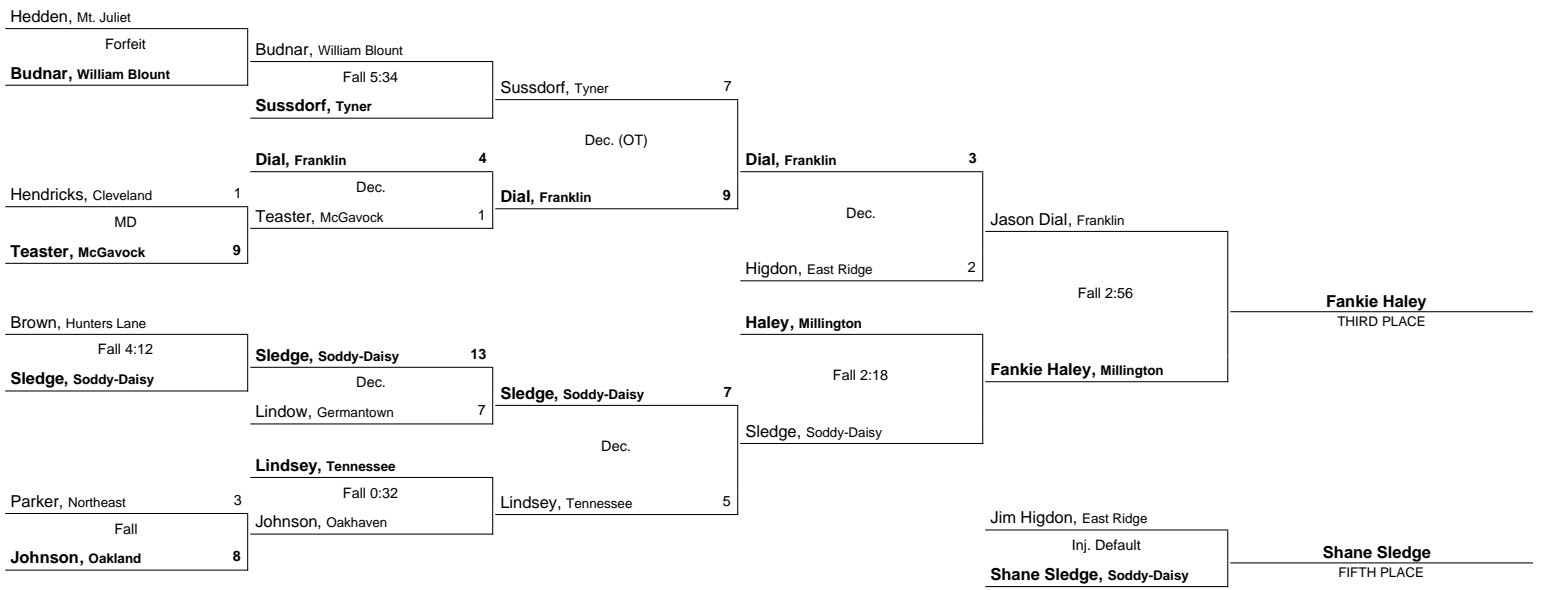 Hedden, Mt. Juliet
Forfeit
Budnar, William Blount
Hendricks, Cleveland 1
MD
Teaster, McGavock 9
Brown, Hunters Lane
Fall 4:12
Sledge, Soddy-Daisy
Parker, Northeast 3
Fall
Johnson, Oakland 8
Budnar, William Blount
Fall 5:34
Sussdorf, Tyner
Dial, Franklin 4
Dec.
Teaster, McGavock 1
Sledge, Soddy-Daisy 13
Dec.
Lindow, Germantown 7
Lindsey, Tennessee
Fall 0:32
Johnson, Oakhaven
Sussdorf, Tyner 7
Dec. (OT)
Dial, Franklin 9
Sledge, Soddy-Daisy 7
Dec.
Lindsey, Tennessee 5
Dial, Franklin 3
Dec.
Higdon, East Ridge 2
Haley, Millington
Fall 2:18
Sledge, Soddy-Daisy
Jason Dial, Franklin
Fall 2:56
Fankie Haley, Millington
Fankie Haley
THIRD PLACE
Jim Higdon, East Ridge
Inj. Default
Shane Sledge, Soddy-Daisy
Shane Sledge
FIFTH PLACE